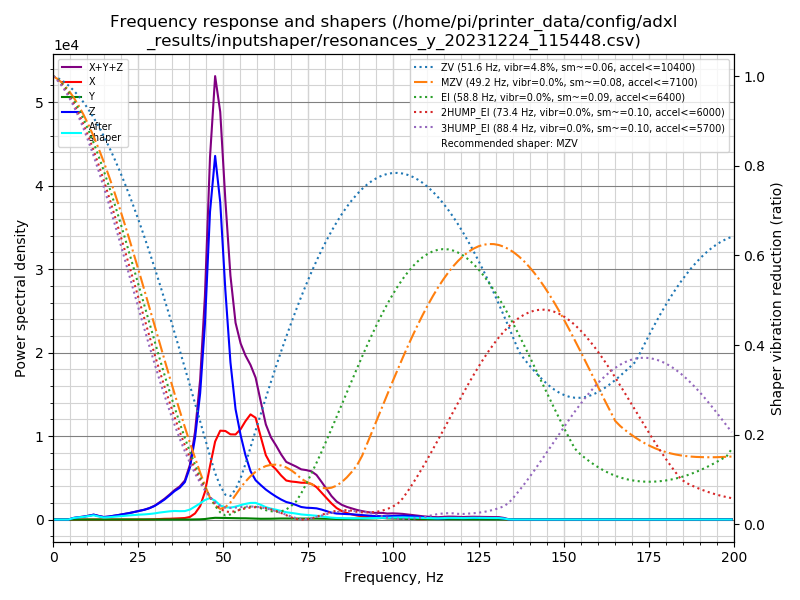 Frequency response and shapers (/home/pi/printer_data/config/adxl
_results/inputshaper/resonances_y_20231224_115448.csv)
1e4
X+Y+Z
X
Y
Z
After
shaper
ZV (51.6 Hz, vibr=4.8%, sm~=0.06, accel<=10400)
MZV (49.2 Hz, vibr=0.0%, sm~=0.08, accel<=7100)
EI (58.8 Hz, vibr=0.0%, sm~=0.09, accel<=6400)
2HUMP_EI (73.4 Hz, vibr=0.0%, sm~=0.10, accel<=6000)
3HUMP_EI (88.4 Hz, vibr=0.0%, sm~=0.10, accel<=5700)
Recommended shaper: MZV
Power spectral density
5
4
3
2
1
0
1.0
0.8
0.6
0.4
0.2
0.0
Shaper vibration reduction (ratio)
0 25 50 75 100 125 150 175 200
Frequency, Hz